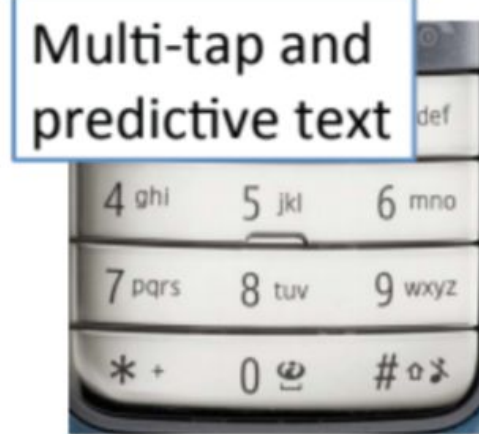 Multi-tap and
predictive text
def
4 ghi 5 jkl 6 mno
7 pqrs 8 tuv 9 wxyz
* + 0 #